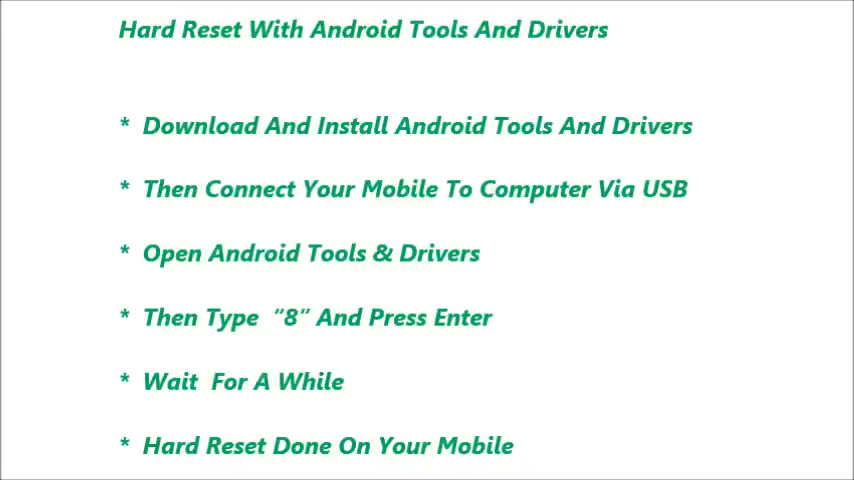 Hard Reset With Android Tools And Drivers
* Download And Install Android Tools And Drivers
* Then Connect Your Mobile To Computer Via USB
* Open Android Tools & Drivers
* Then Type “8” And Press Enter
* Wait For A While
* Hard Reset Done On Your Mobile